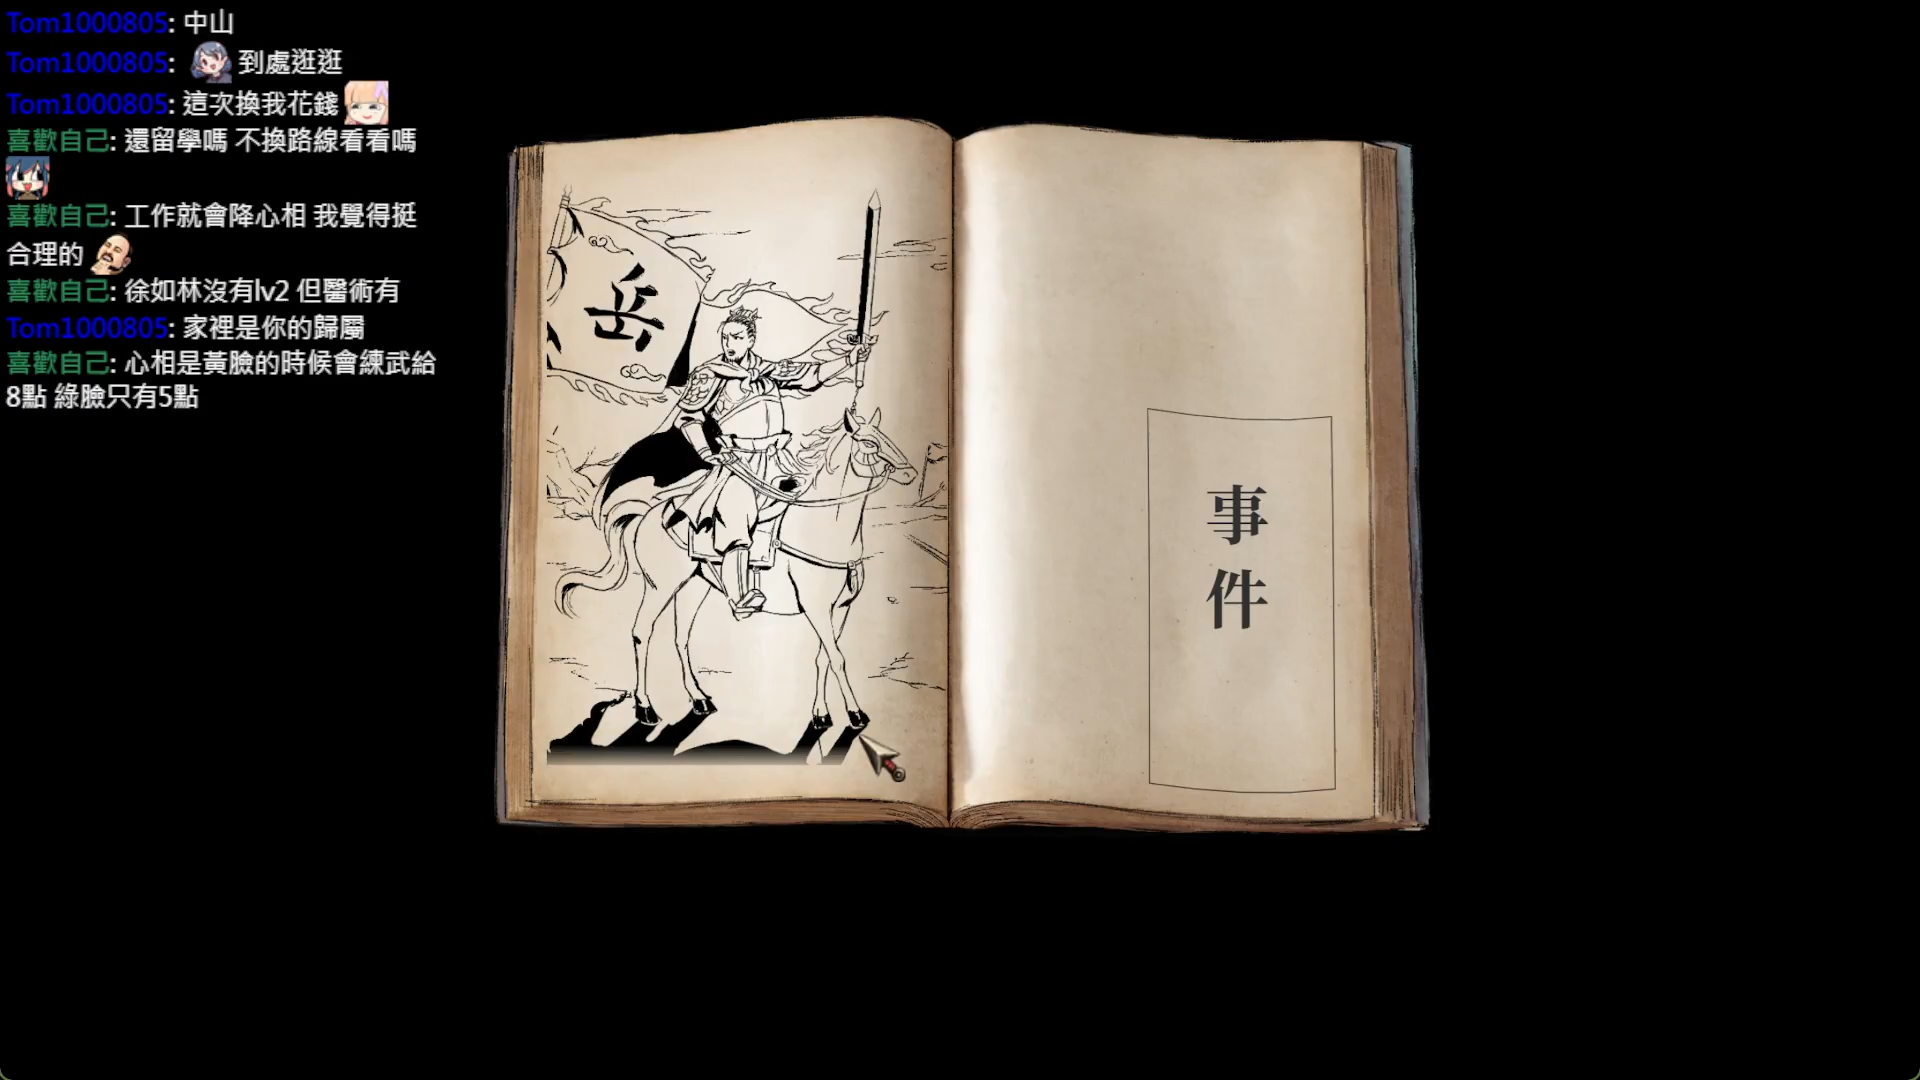 Tom1000805: 中山
Tom1000805: 到處逛逛
Tom1000805: 這次換我花錢
喜歡自己: 還留學嗎 不換路線看看嗎
喜歡自己: 工作就會降心相 我覺得挺
合理的
喜歡自己: 徐如林沒有lv2 但醫術有
Tom1000805: 家裡是你的歸屬
喜歡自己: 心相是黃臉的時候會練武給
8點 綠臉只有5點
岳
事件